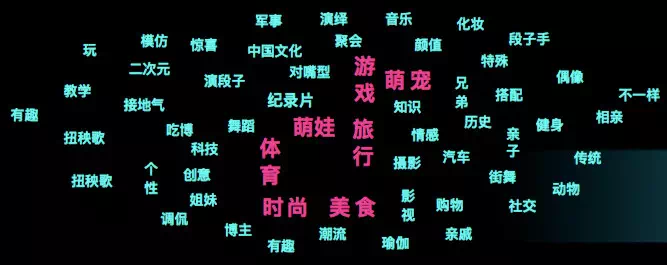 军事
演绎
音乐
化妆
模仿
惊喜
聚会
颜值
段子手
玩
中国文化
特殊
二次元
演段子
对嘴型
游戏
萌宠
兄弟
偶像
教学
接地气
纪录片
知识
搭配
不一样
有趣
扭秧歌
吃博
舞蹈
萌娃
旅行
情感
历史
亲子
健身
相亲
科技
体育
摄影
汽车
传统
扭秧歌
个性
创意
街舞
动物
姐妹
时尚
美食
影视
购物
社交
调侃
博主
有趣
潮流
瑜伽
亲戚